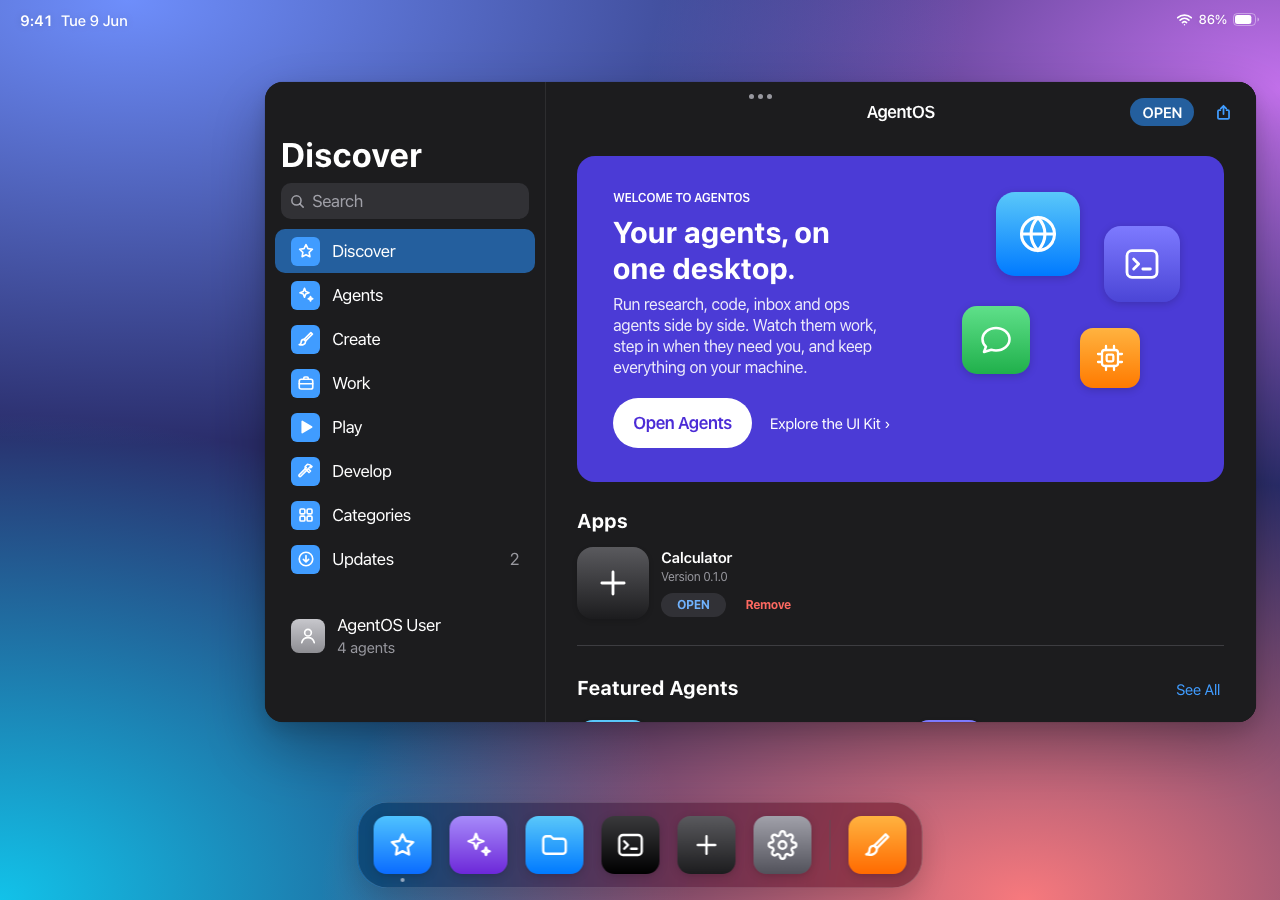 9:41 Tue 9 Jun
86%
AgentOS
OPEN
Discover
Search
Discover
Agents
Create
Work
Play
Develop
Categories
Updates 2
AgentOS User
4 agents
WELCOME TO AGENTOS
Your agents, on
one desktop.
Run research, code, inbox and ops
agents side by side. Watch them work,
step in when they need you, and keep
everything on your machine.
Open Agents
Explore the UI Kit ›
Apps
Calculator
Version 0.1.0
OPEN Remove
Featured Agents
See All